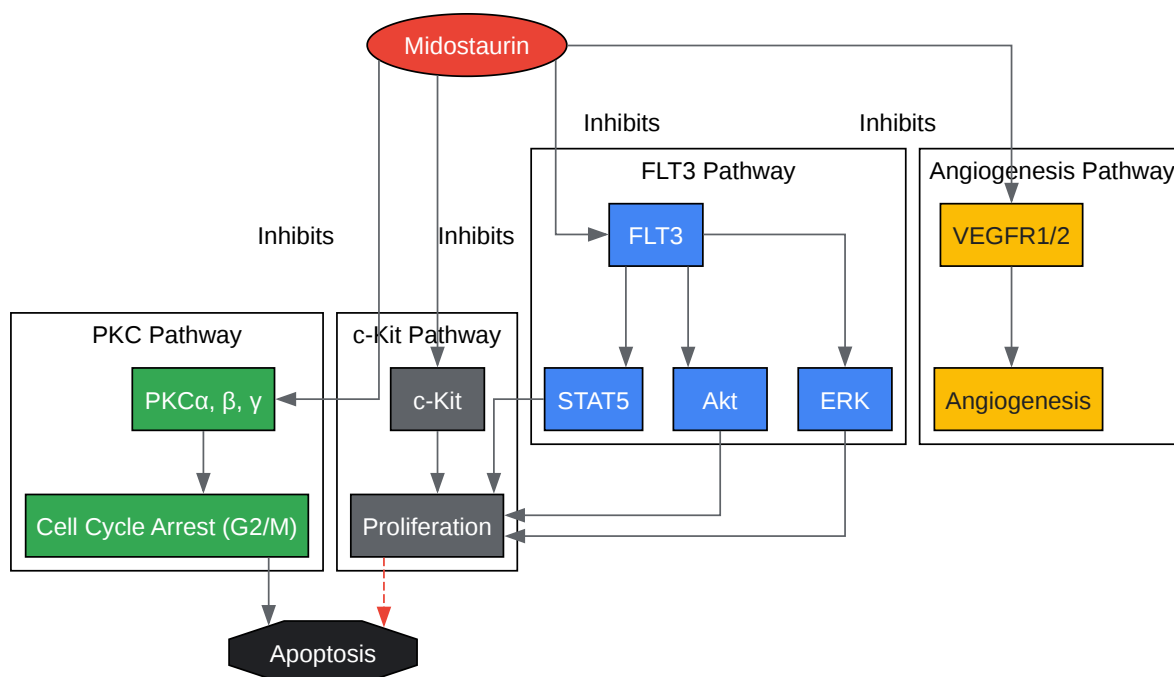 Midostaurin
Inhibits
Inhibits
FLT3 Pathway
Angiogenesis Pathway
FLT3
VEGFR1/2
Inhibits
Inhibits
PKC Pathway
c-Kit Pathway
PKCα, β, γ
c-Kit
STAT5
Akt
ERK
Angiogenesis
Cell Cycle Arrest (G2/M)
Proliferation
Apoptosis